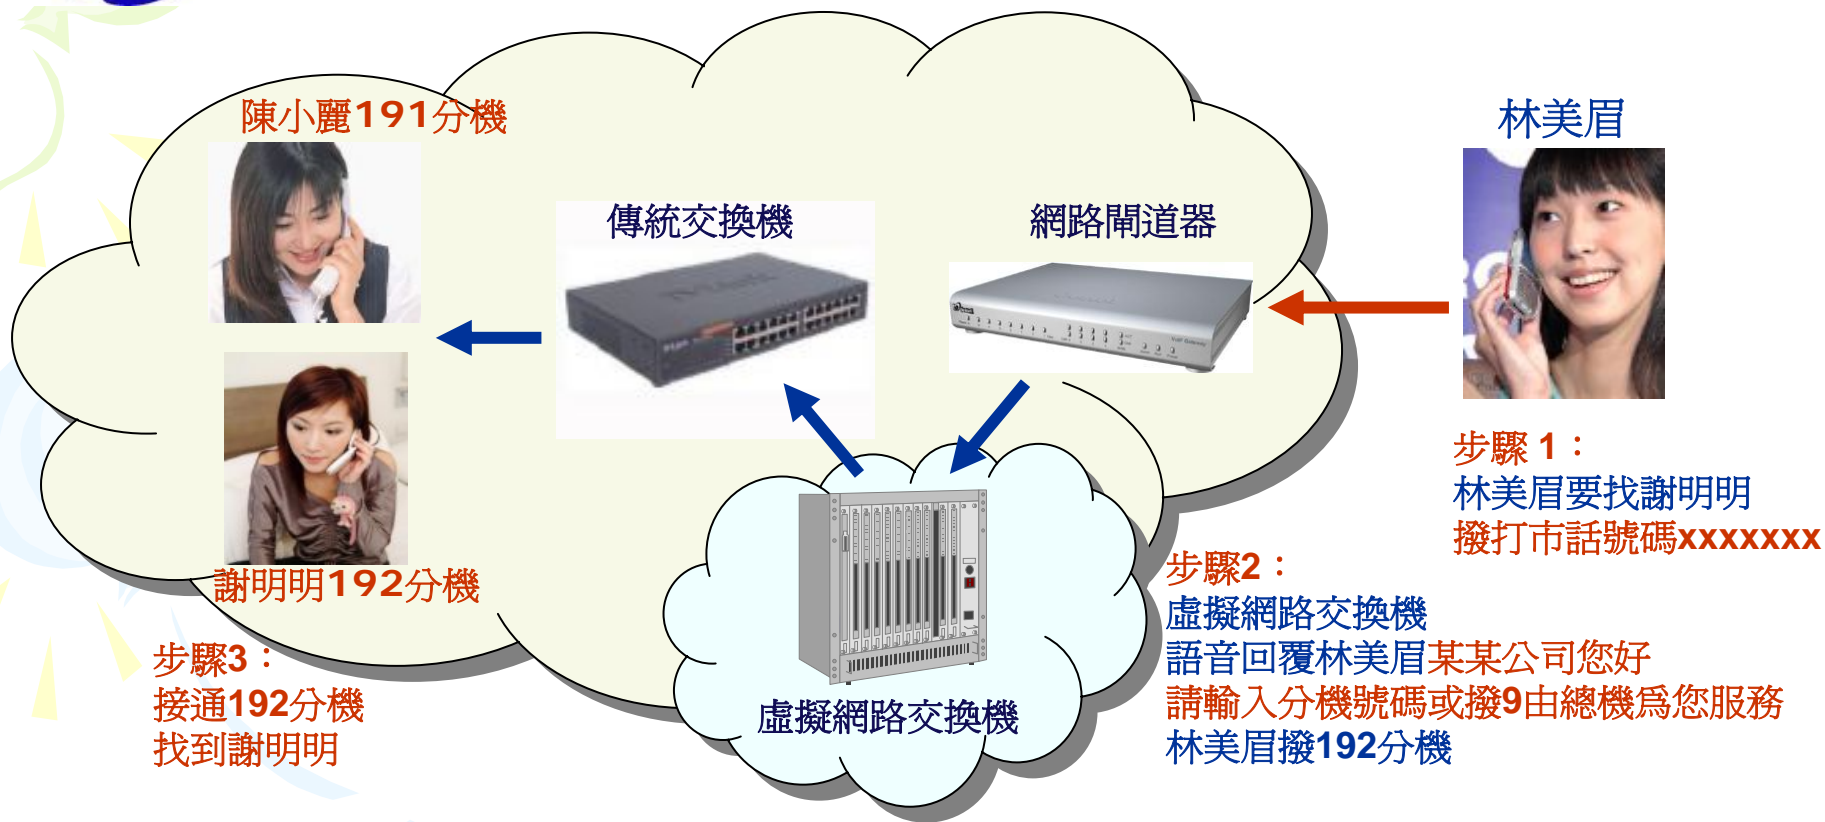 陳小麗191分機
林美眉
傳統交換機
網路閘道器
步驟 1：
林美眉要找謝明明
撥打市話號碼xxxxxxx
謝明明192分機
步驟2：
虛擬網路交換機
語音回覆林美眉某某公司您好
請輸入分機號碼或撥9由總機為您服務
林美眉撥192分機
步驟3：
接通192分機
找到謝明明
虛擬網路交換機